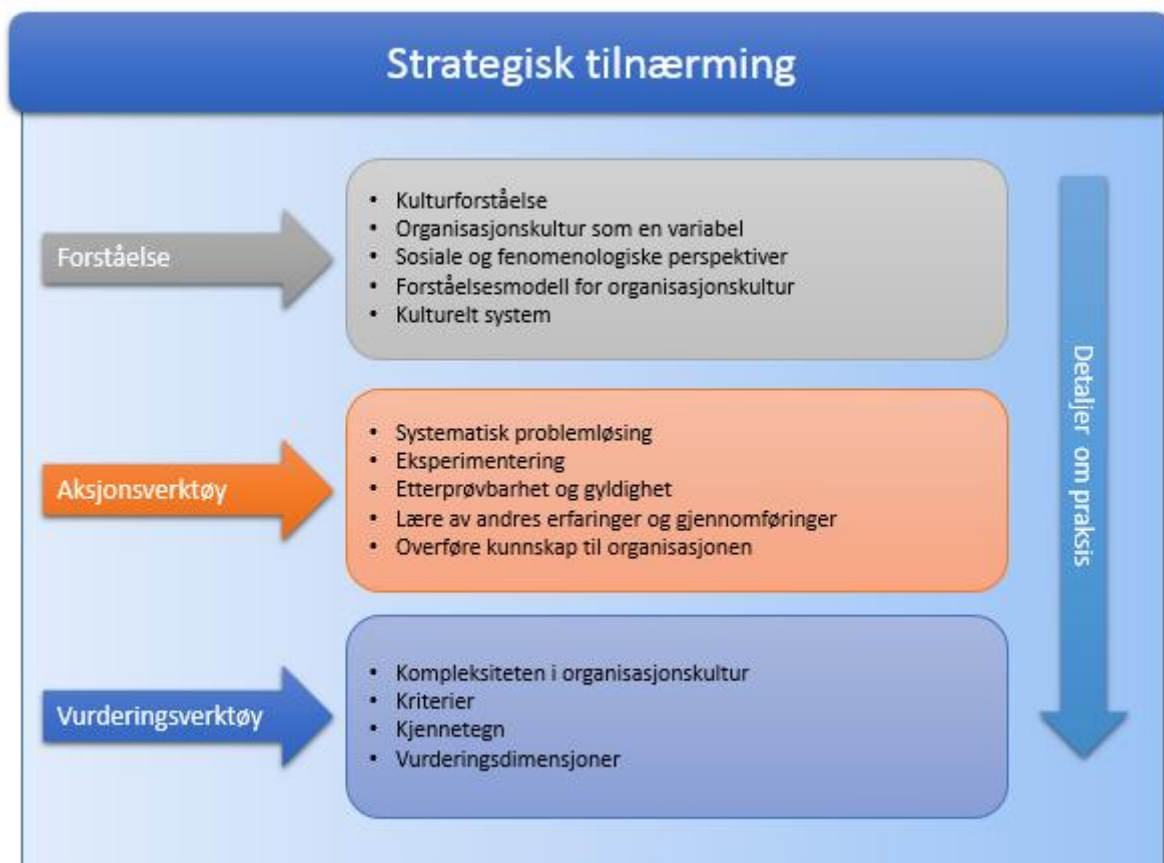 Strategisk tilnærming
Forståelse
• Kulturforståelse
• Organisasjonskultur som en variabel
• Sosiale og fenomenologiske perspektiver
• Forståelsesmodell for organisasjonskultur
• Kulturelt system
Aksjonsverktøy
• Systematisk problemløsing
• Eksperimentering
• Etterprøvbarhet og gyldighet
• Lære av andres erfaringer og gjennomføringer
• Overføre kunnskap til organisasjonen
Vurderingsverktøy
• Kompleksiteten i organisasjonskultur
• Kriterier
• Kjennetegn
• Vurderingsdimensjoner
Detaljer om praksis